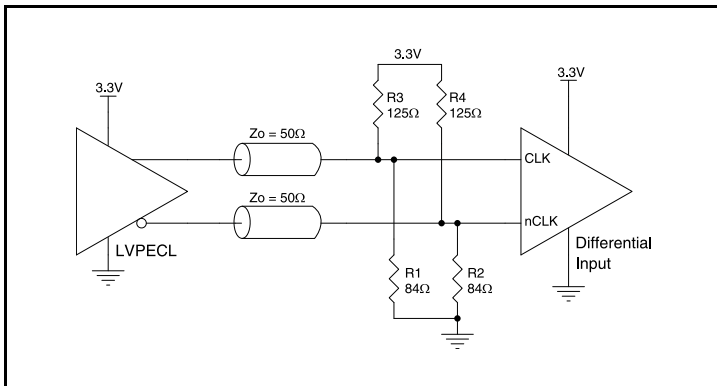 3.3V
3.3V
3.3V
R3
125Ω
R4
125Ω
Zo = 50Ω
CLK
Zo = 50Ω
nCLK
LVPECL
Differential
Input
R1
84Ω
R2
84Ω